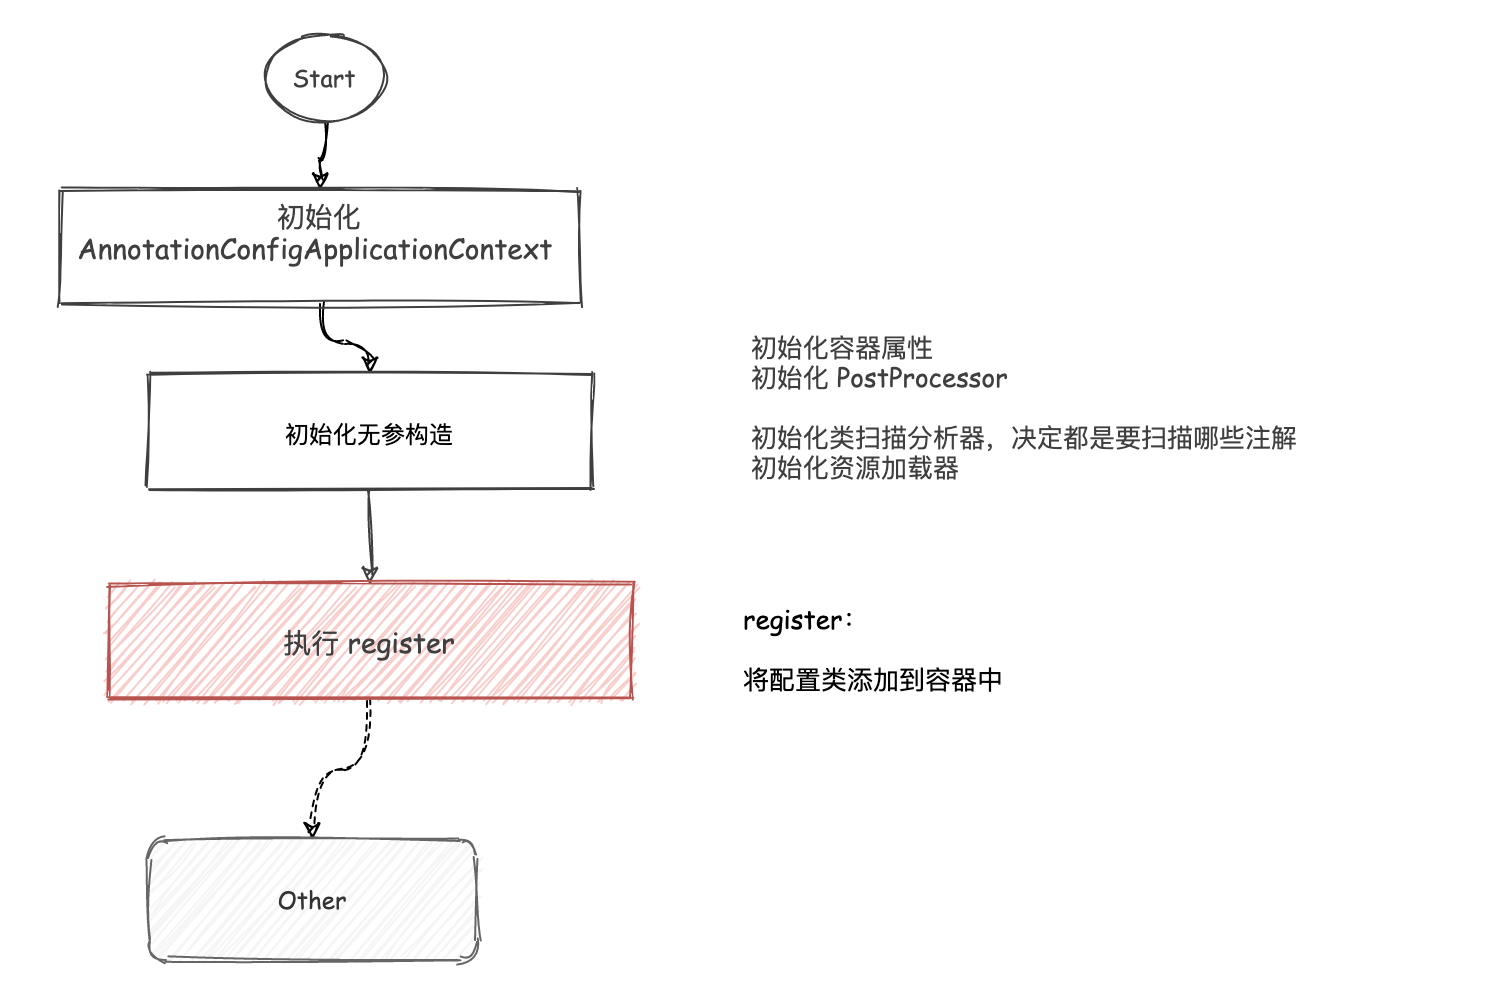 Start
初始化
AnnotationConfigApplicationContext
初始化容器属性
初始化 PostProcessor
初始化无参构造
初始化类扫描分析器，决定都是要扫描哪些注解
初始化资源加载器
执行 register
register：
将配置类添加到容器中
Other